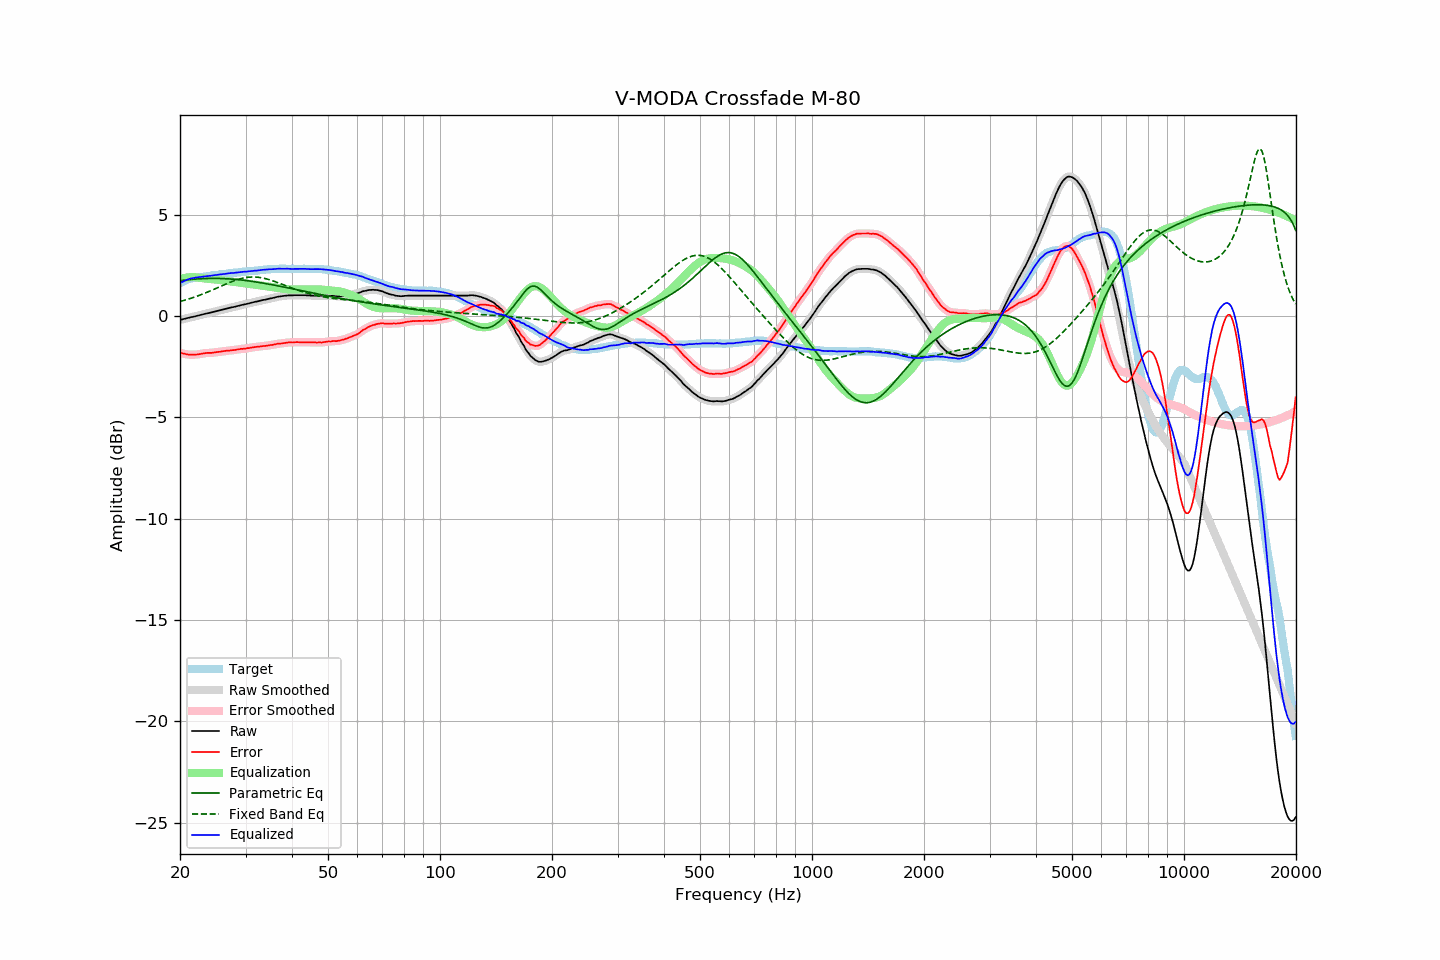 V-MODA Crossfade M-80
Amplitude (dBr)
5
0
−5
−10
−15
−20
−25
Target
Raw Smoothed
Error Smoothed
Raw
Error
Equalization
Parametric Eq
Fixed Band Eq
Equalized
20 50 100 200 500 1000 2000 5000 10000 20000
Frequency (Hz)